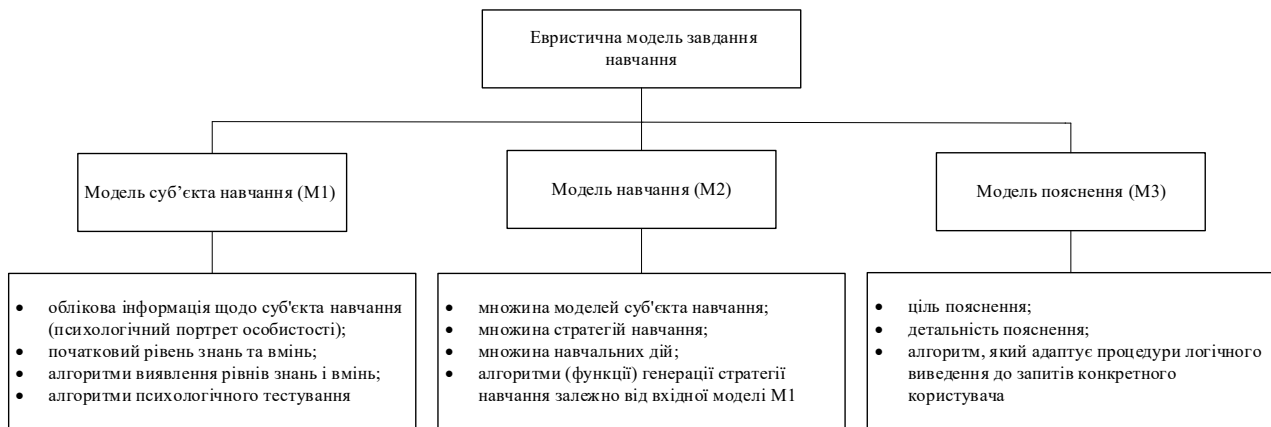 Евристична модель завдання
навчання
Модель суб’єкта навчання (М1)
Модель навчання (М2)
Модель пояснення (М3)
• облікова інформація щодо суб'єкта навчання
(психологічний портрет особистості);
• початковий рівень знань та вмінь;
• алгоритми виявлення рівнів знань і вмінь;
• алгоритми психологічного тестування
• множина моделей суб'єкта навчання;
• множина стратегій навчання;
• множина навчальних дій;
• алгоритми (функції) генерації стратегії
навчання залежно від вхідної моделі М1
• ціль пояснення;
• детальність пояснення;
• алгоритм, який адаптує процедури логічного
виведення до запитів конкретного
користувача